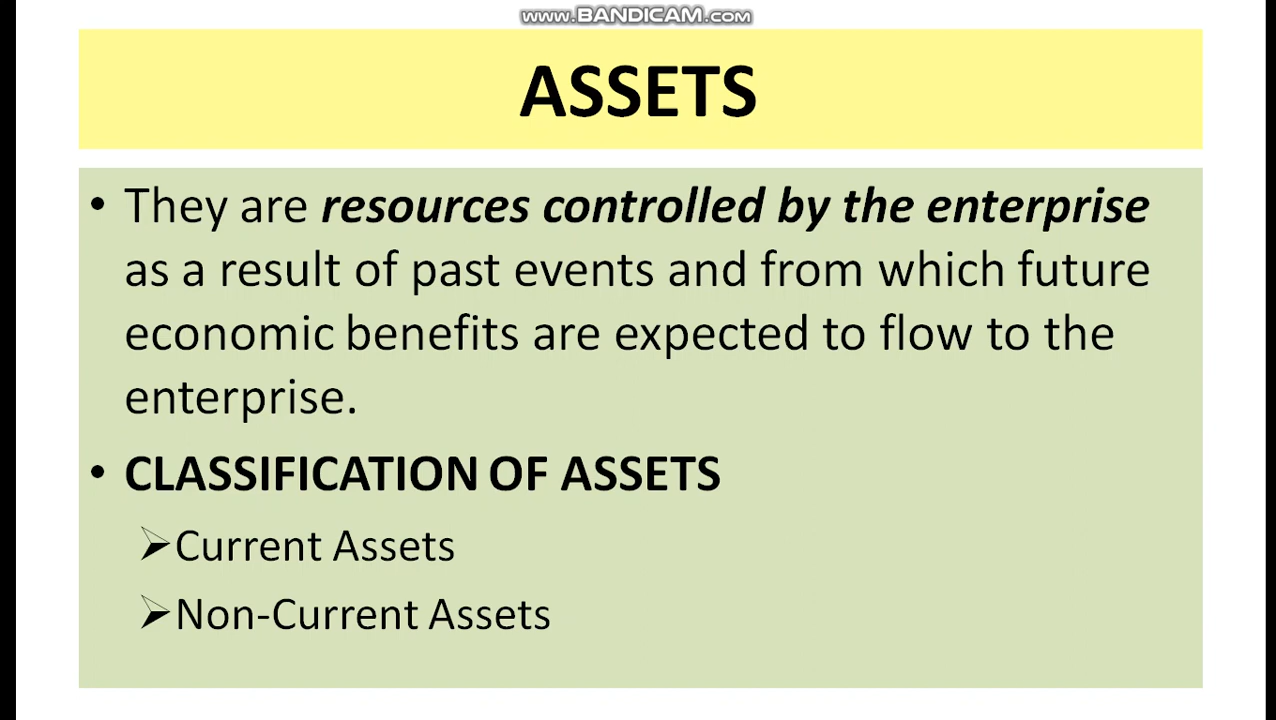 www.BANDICAM.com
ASSETS
• They are resources controlled by the enterprise
as a result of past events and from which future
economic benefits are expected to flow to the
enterprise.
• CLASSIFICATION OF ASSETS
➢Current Assets
➢Non-Current Assets